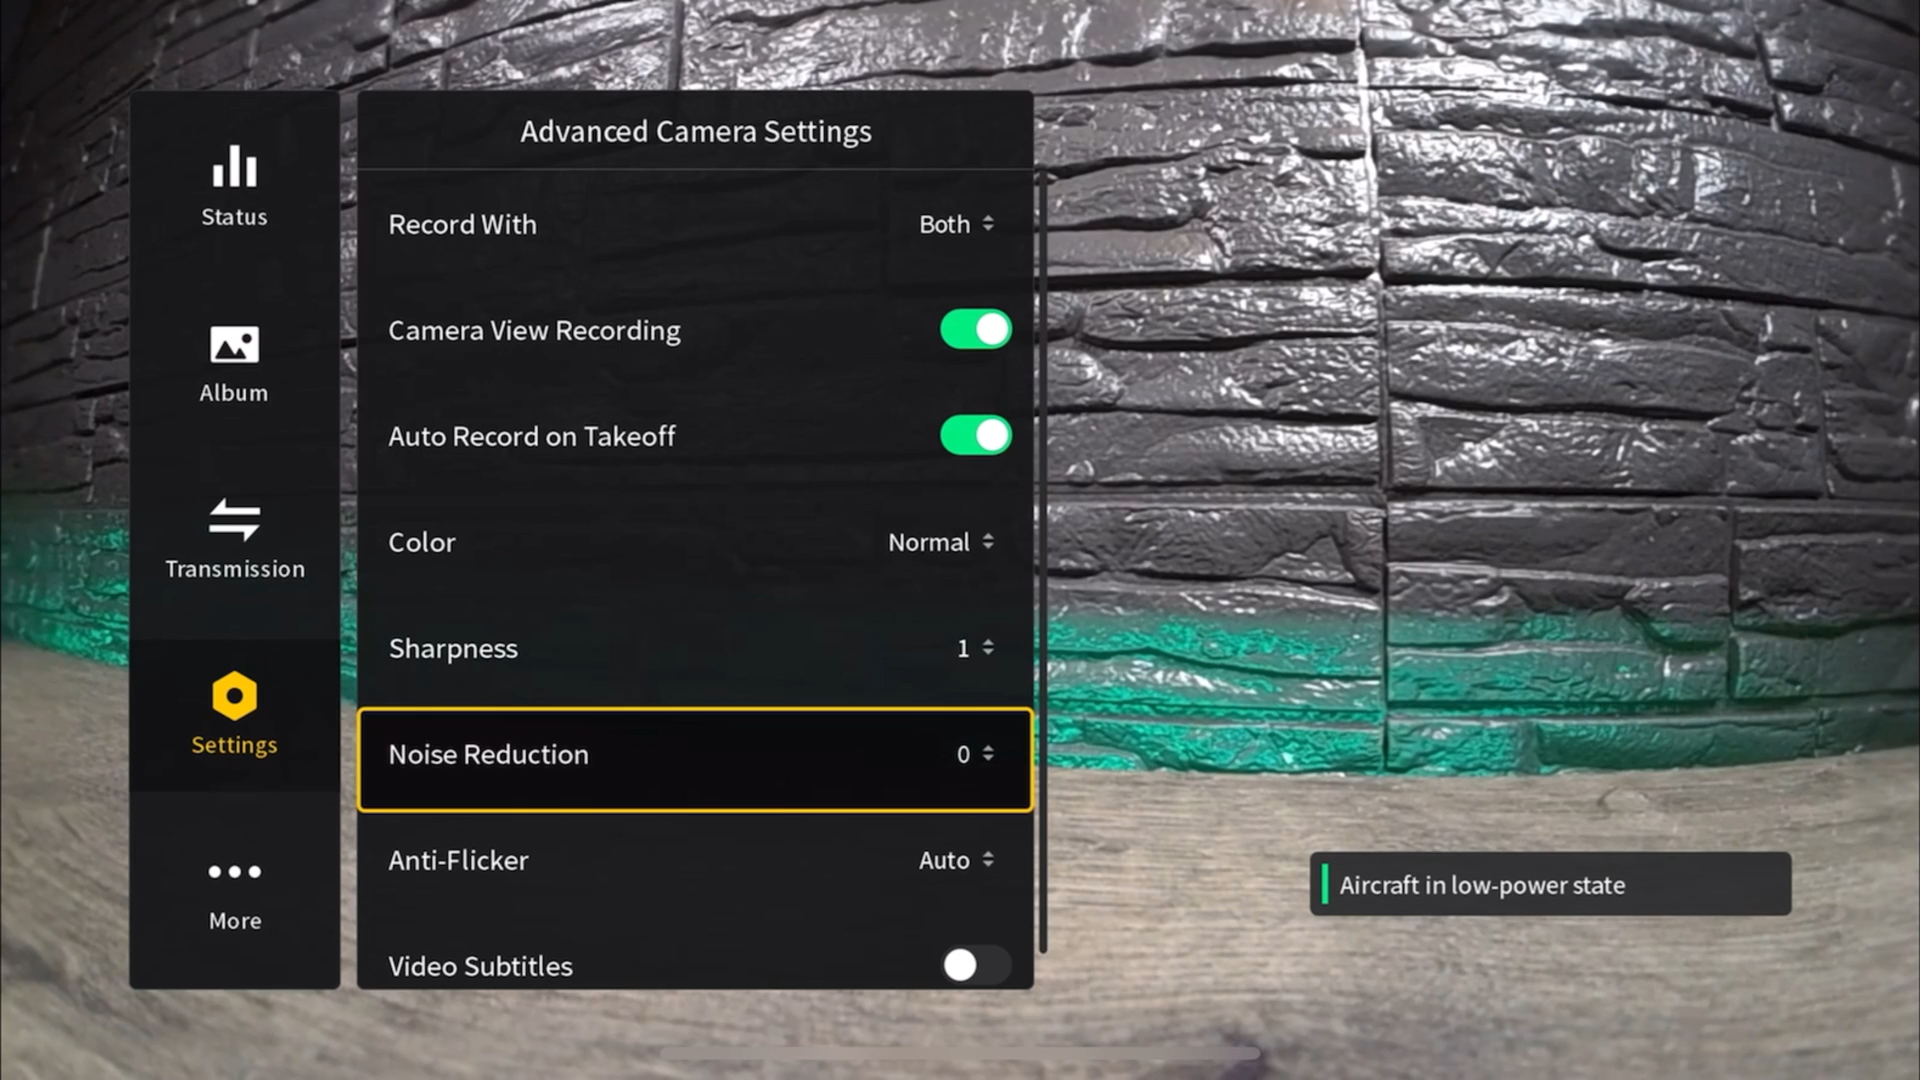 Advanced Camera Settings
Status
Album
Transmission
Settings
More
Record With Both
Camera View Recording
Auto Record on Takeoff
Color Normal
Sharpness 1
Noise Reduction 0
Anti-Flicker Auto
Video Subtitles
Aircraft in low-power state